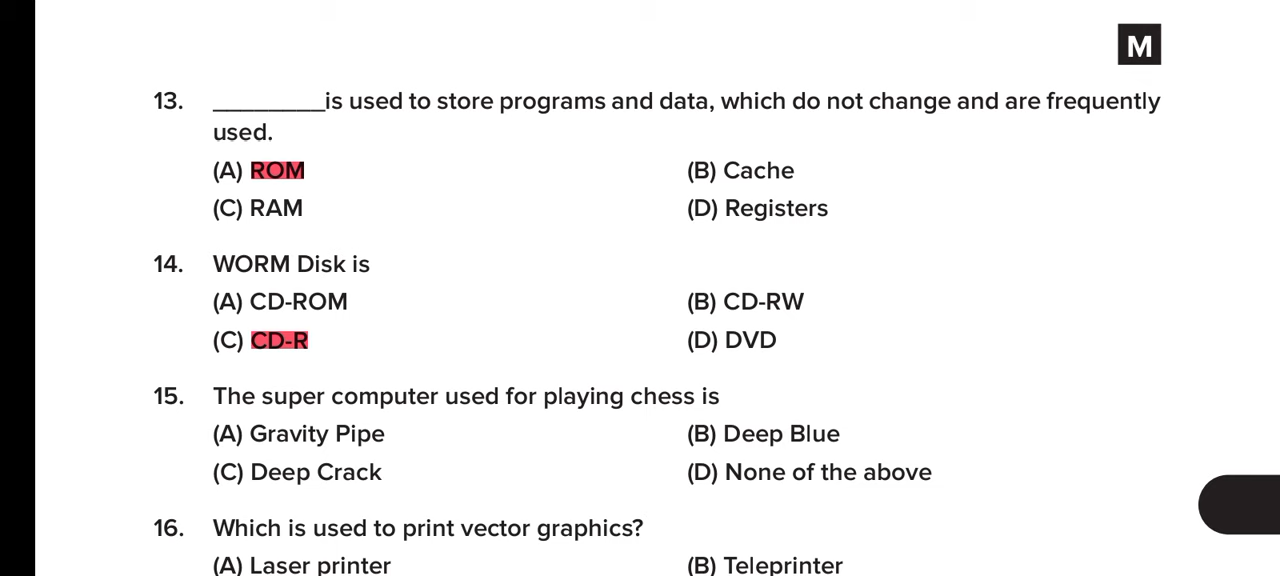 M
13. ________is used to store programs and data, which do not change and are frequently
used.
(A) ROM (B) Cache
(C) RAM (D) Registers
14. WORM Disk is
(A) CD-ROM (B) CD-RW
(C) CD-R (D) DVD
15. The super computer used for playing chess is
(A) Gravity Pipe (B) Deep Blue
(C) Deep Crack (D) None of the above
16. Which is used to print vector graphics?
(A) Laser printer (B) Teleprinter